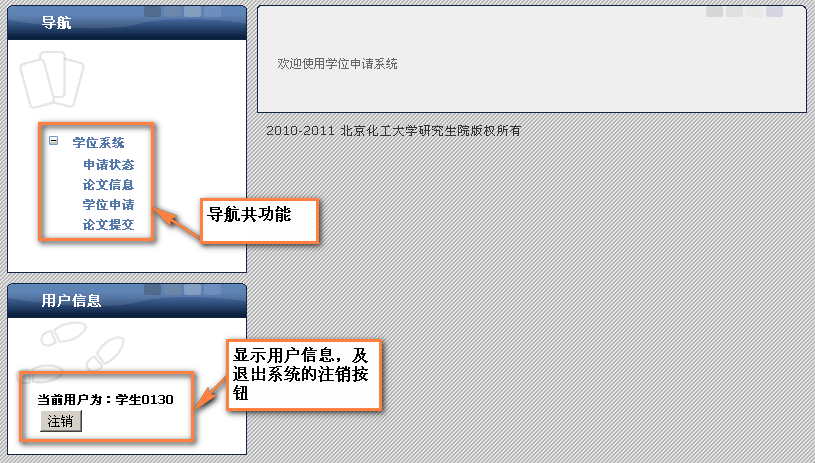 导航
学位系统
申请状态
论文信息
学位申请
论文提交
导航共功能
欢迎使用学位申请系统
2010-2011 北京化工大学研究生院版权所有
用户信息
当前用户为：学生0130
注销
显示用户信息，及
退出系统的注销按
钮